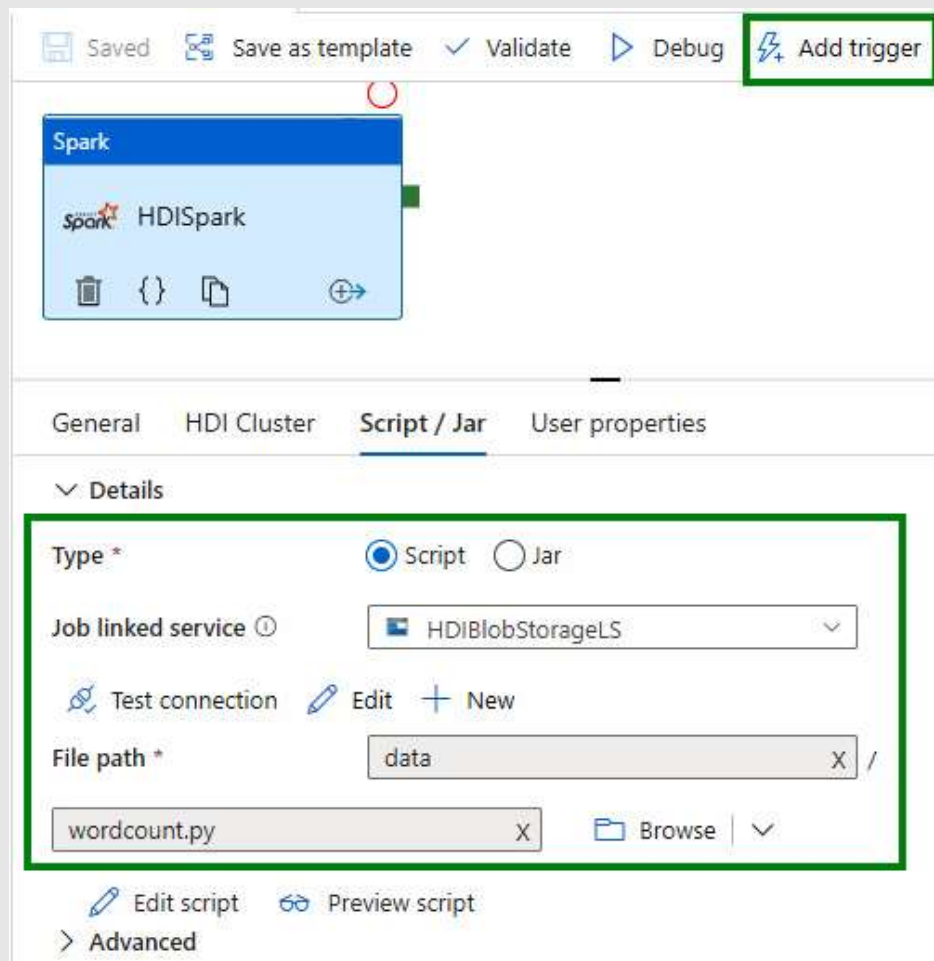 Saved Save as template Validate Debug Add trigger
Spark
Spark HDISpark
{}
General HDI Cluster Script / Jar User properties
Details
Type * Script Jar
Job linked service HDIBlobStorageLS
Test connection Edit New
File path * data X /
wordcount.py X Browse
Edit script Preview script
Advanced